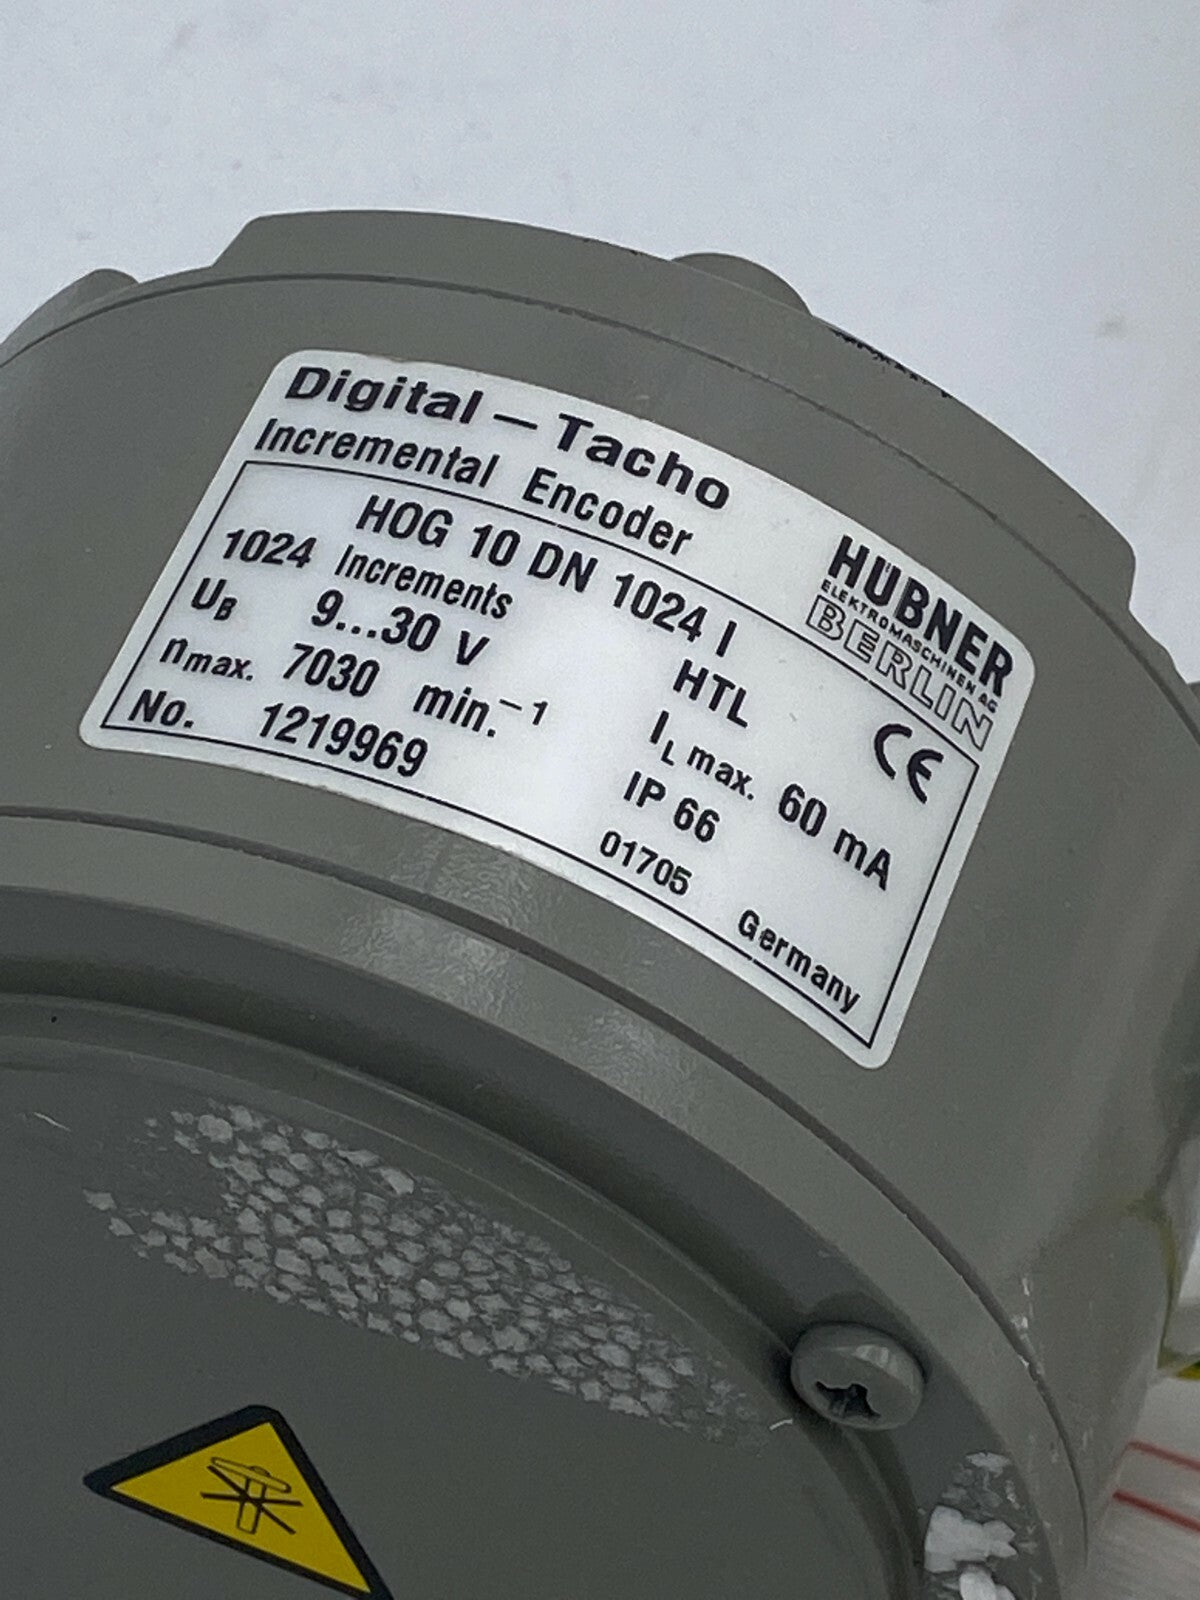 Digital – Tacho
Incremental Encoder
HÜBNER
ELEKTROMASCHINEN AG
BERLIN
HOG 10 DN 1024 I
1024 Increments
HTL
CE
UB 9...30 V
IL max. 60 mA
nmax. 7030 min.⁻¹
IP 66
No. 1219969
01705 Germany